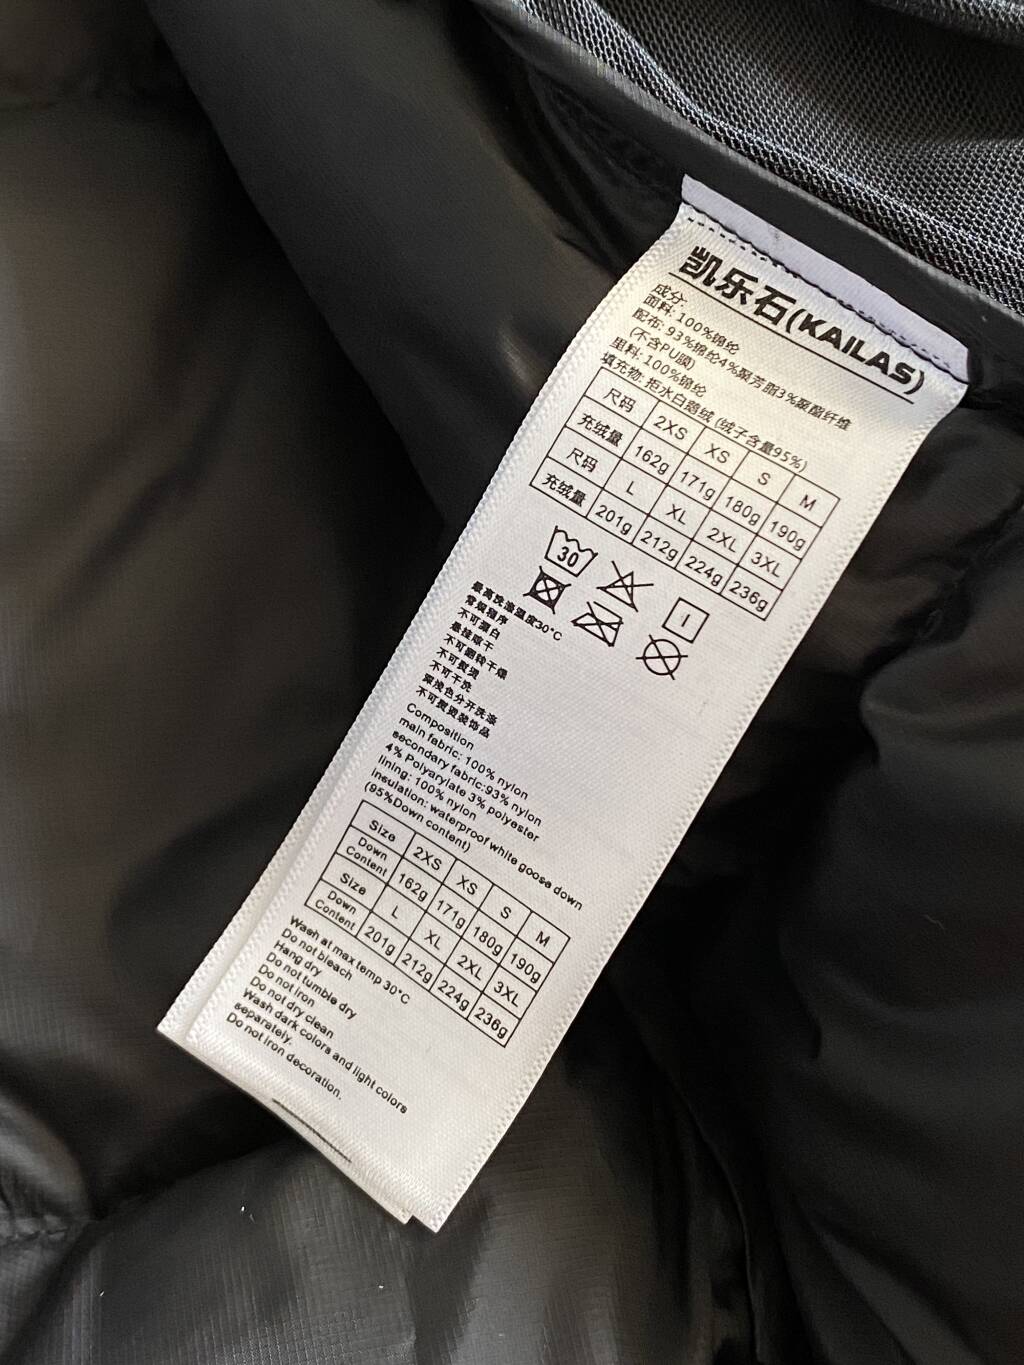 凯乐石(KAILAS)
成分:
面料: 100%锦纶
配布: 93%锦纶4%聚芳脂3%聚酯纤维
(不含PU膜)
里料: 100%锦纶
填充物: 拒水白鹅绒 (绒子含量95%)
尺码 2XS XS S M
充绒量 162g 171g 180g 190g
尺码 L XL 2XL 3XL
充绒量 201g 212g 224g 236g
30
最高洗涤温度30°C
常规程序
不可漂白
悬挂晾干
不可翻转干燥
不可熨烫
不可干洗
深浅色分开洗涤
不可熨烫装饰品
Composition
main fabric: 100% nylon
secondary fabric:93% nylon
4% Polyarylate 3% polyester
lining: 100% nylon
insulation: waterproof white goose down
(95%Down content)
Size 2XS XS S M
Down Content 162g 171g 180g 190g
Size L XL 2XL 3XL
Down Content 201g 212g 224g 236g
Wash at max temp 30°C
Do not bleach
Hang dry
Do not tumble dry
Do not iron
Do not dry clean
Wash dark colors and light colors
separately.
Do not iron decoration.